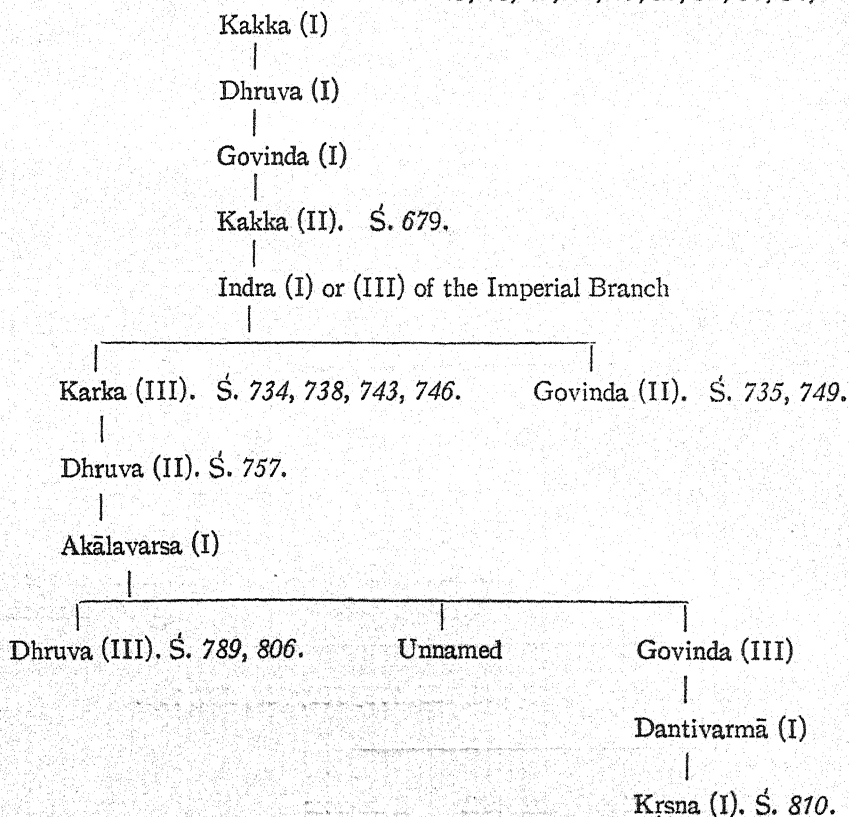 Kakka (I)
Dhruva (I)
Govinda (I)
Kakka (II). Ś. 679.
Indra (I) or (III) of the Imperial Branch
Karka (III). Ś. 734, 738, 743, 746. Govinda (II). Ś. 735, 749.
Dhruva (II). Ś. 757.
Akālavarsa (I)
Dhruva (III). Ś. 789, 806. Unnamed Govinda (III)
Dantivarmā (I)
Kṛsna (I). Ś. 810.